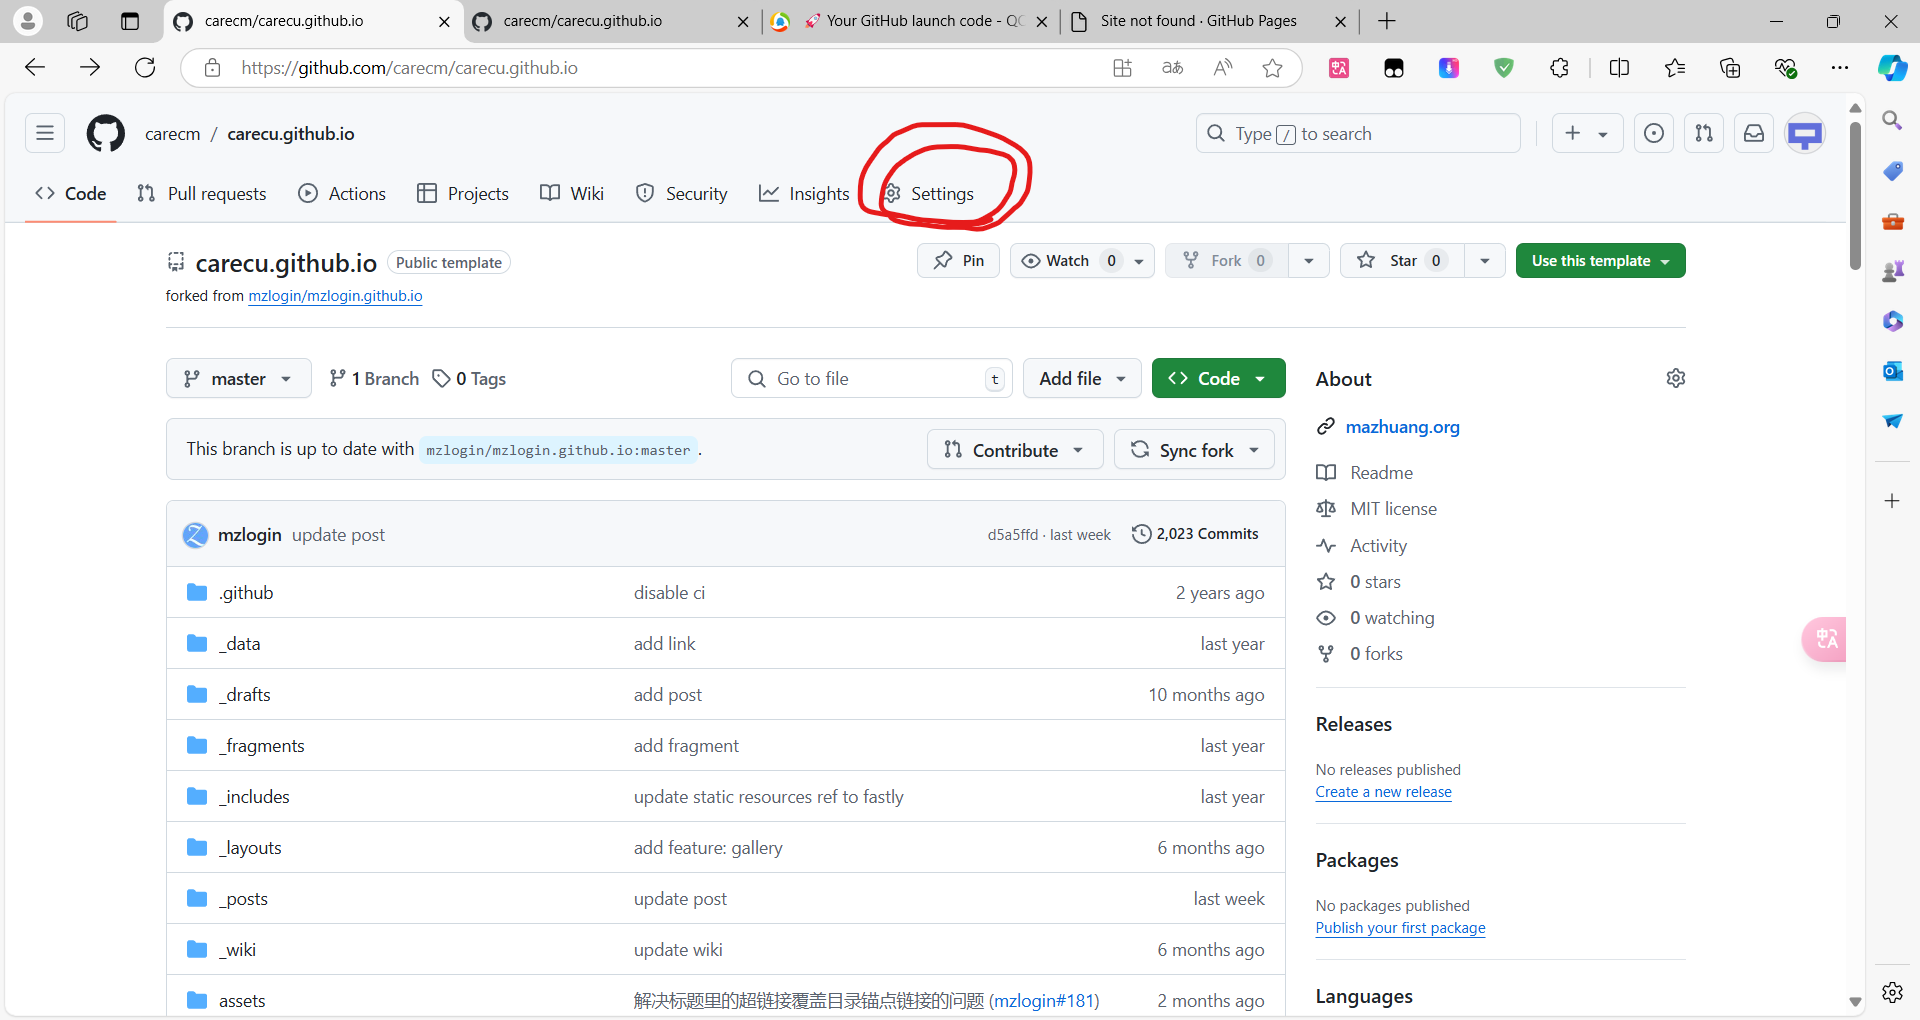 carecm/carecu.github.io
carecm/carecu.github.io
🚀 Your GitHub launch code - QC
Site not found · GitHub Pages
https://github.com/carecm/carecu.github.io
carecm / carecu.github.io
Type / to search
Code
Pull requests
Actions
Projects
Wiki
Security
Insights
Settings
carecu.github.io
Public template
forked from mzlogin/mzlogin.github.io
Pin
Watch 0
Fork 0
Star 0
Use this template
master
1 Branch
0 Tags
Go to file t
Add file
Code
This branch is up to date with mzlogin/mzlogin.github.io:master .
Contribute
Sync fork
mzlogin update post
d5a5ffd · last week
2,023 Commits
.github disable ci 2 years ago
_data add link last year
_drafts add post 10 months ago
_fragments add fragment last year
_includes update static resources ref to fastly last year
_layouts add feature: gallery 6 months ago
_posts update post last week
_wiki update wiki 6 months ago
assets 解决标题里的超链接覆盖目录锚点链接的问题 (mzlogin#181) 2 months ago
About
mazhuang.org
Readme
MIT license
Activity
0 stars
0 watching
0 forks
Releases
No releases published
Create a new release
Packages
No packages published
Publish your first package
Languages